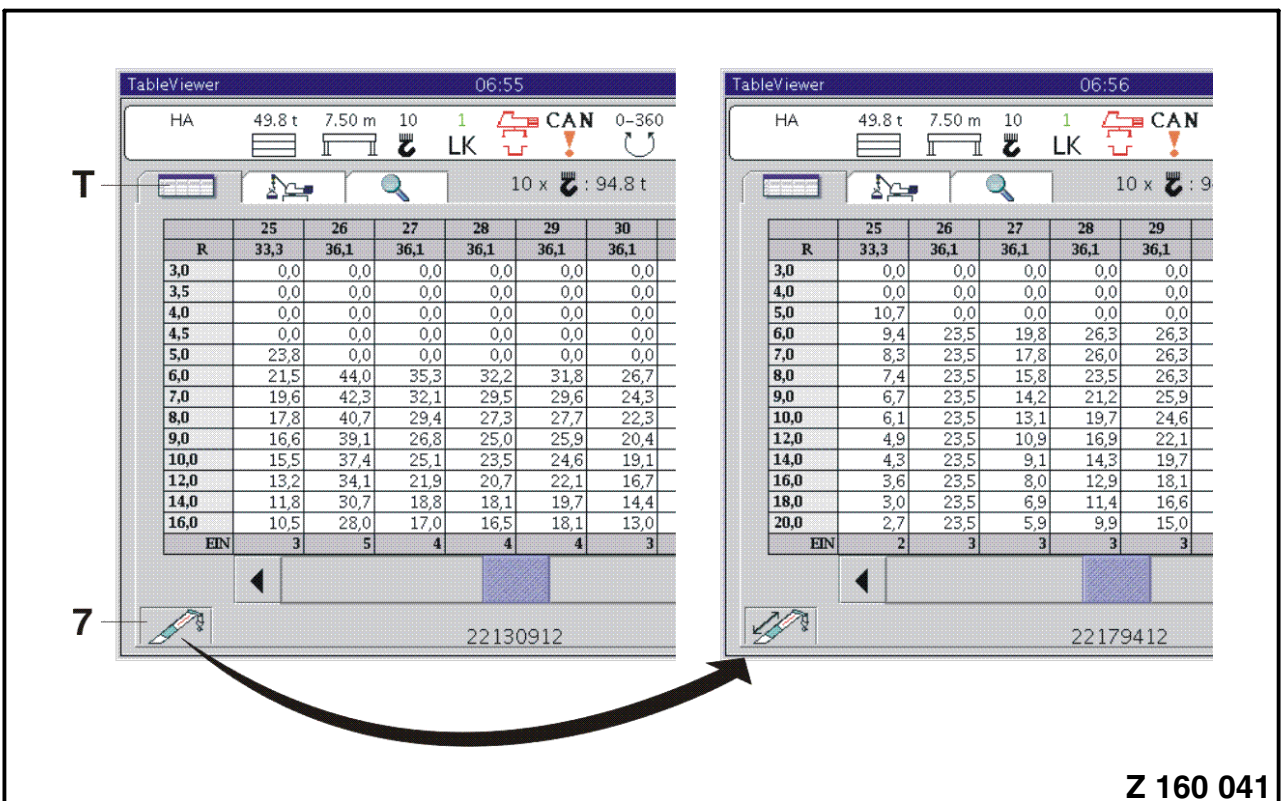 TableViewer 06:55
HA 49.8 t 7.50 m 10 1 CAN 0–360
LK !
T
10 x : 94.8 t
25 26 27 28 29 30
R 33,3 36,1 36,1 36,1 36,1 36,1
3,0 0,0 0,0 0,0 0,0 0,0 0,0
3,5 0,0 0,0 0,0 0,0 0,0 0,0
4,0 0,0 0,0 0,0 0,0 0,0 0,0
4,5 0,0 0,0 0,0 0,0 0,0 0,0
5,0 23,8 0,0 0,0 0,0 0,0 0,0
6,0 21,5 44,0 35,3 32,2 31,8 26,7
7,0 19,6 42,3 32,1 29,5 29,6 24,3
8,0 17,8 40,7 29,4 27,3 27,7 22,3
9,0 16,6 39,1 26,8 25,0 25,9 20,4
10,0 15,5 37,4 25,1 23,5 24,6 19,1
12,0 13,2 34,1 21,9 20,7 22,1 16,7
14,0 11,8 30,7 18,8 18,1 19,7 14,4
16,0 10,5 28,0 17,0 16,5 18,1 13,0
EIN 3 5 4 4 4 3
7
22130912
TableViewer 06:56
HA 49.8 t 7.50 m 10 1 CAN
LK !
10 x : 9
25 26 27 28 29
R 33,3 36,1 36,1 36,1 36,1
3,0 0,0 0,0 0,0 0,0 0,0
4,0 0,0 0,0 0,0 0,0 0,0
5,0 10,7 0,0 0,0 0,0 0,0
6,0 9,4 23,5 19,8 26,3 26,3
7,0 8,3 23,5 17,8 26,0 26,3
8,0 7,4 23,5 15,8 23,5 26,3
9,0 6,7 23,5 14,2 21,2 25,9
10,0 6,1 23,5 13,1 19,7 24,6
12,0 4,9 23,5 10,9 16,9 22,1
14,0 4,3 23,5 9,1 14,3 19,7
16,0 3,6 23,5 8,0 12,9 18,1
18,0 3,0 23,5 6,9 11,4 16,6
20,0 2,7 23,5 5,9 9,9 15,0
EIN 2 3 3 3 3
22179412
Z 160 041